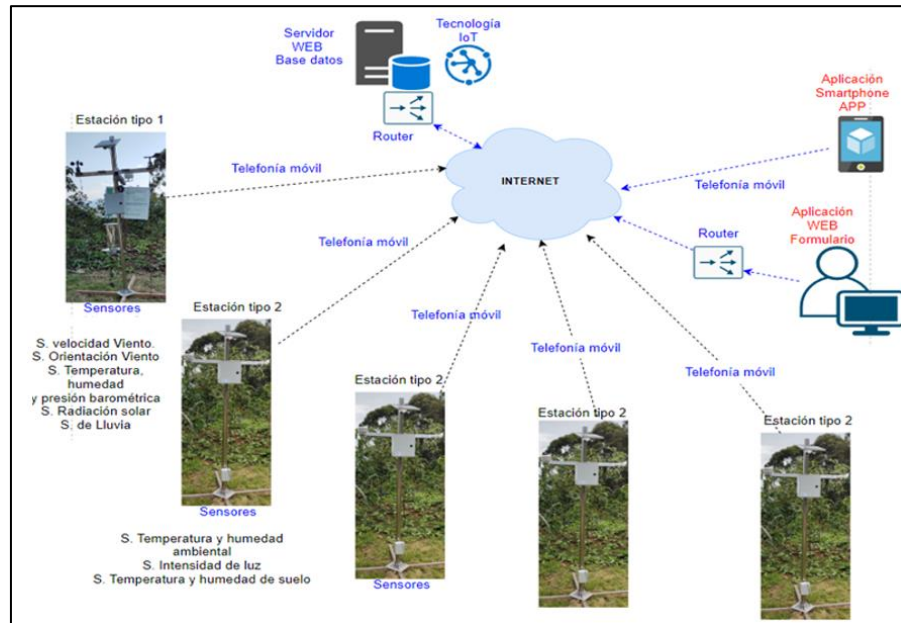 Servidor
WEB
Base datos
Tecnología
IoT
Router
Aplicación
Smartphone
APP
Estación tipo 1
Telefonía móvil
INTERNET
Telefonía móvil
Aplicación
WEB
Formulario
Router
Telefonía móvil
Sensores
Estación tipo 2
S. velocidad Viento.
S. Orientación Viento
S. Temperatura,
humedad
y presión barométrica
S. Radiación solar
S. de Lluvia
Telefonía móvil
Telefonía móvil
Telefonía móvil
Estación tipo 2
Estación tipo 2
Estación tipo 2
Sensores
S. Temperatura y humedad
ambiental
S. Intensidad de luz
S. Temperatura y humedad de suelo
Sensores